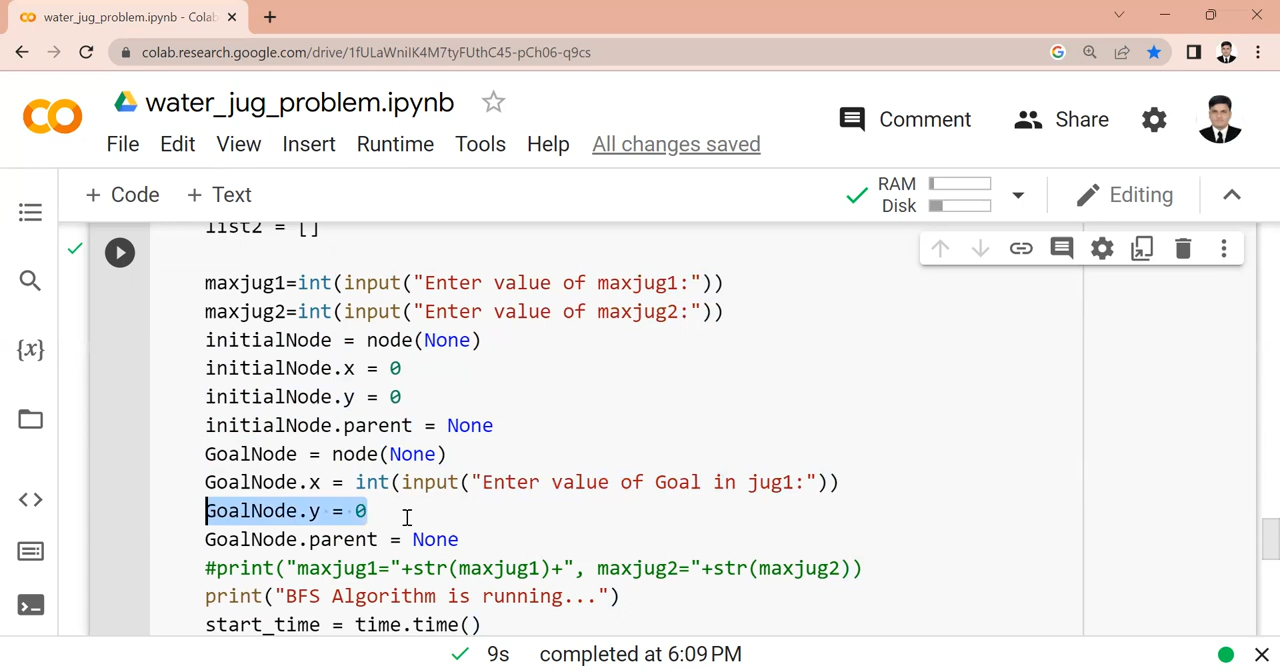 water_jug_problem.ipynb - Colab
colab.research.google.com/drive/1fULaWnilK4M7tyFUthC45-pCh06-q9cs
water_jug_problem.ipynb
Comment
Share
File Edit View Insert Runtime Tools Help All changes saved
+ Code + Text
RAM
Disk
Editing
list2 = []
maxjug1=int(input("Enter value of maxjug1:"))
maxjug2=int(input("Enter value of maxjug2:"))
initialNode = node(None)
initialNode.x = 0
initialNode.y = 0
initialNode.parent = None
GoalNode = node(None)
GoalNode.x = int(input("Enter value of Goal in jug1:"))
GoalNode.y = 0
GoalNode.parent = None
#print("maxjug1="+str(maxjug1)+", maxjug2="+str(maxjug2))
print("BFS Algorithm is running...")
start_time = time.time()
{x}
9s completed at 6:09 PM